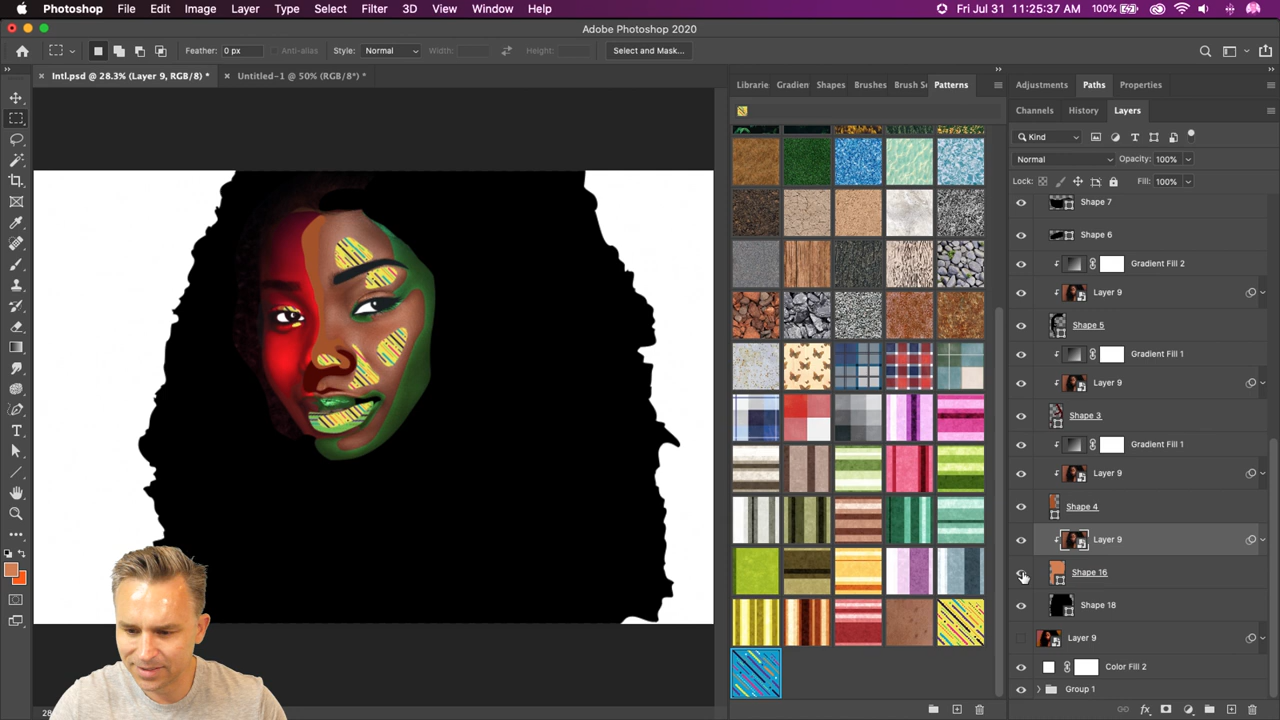 Photoshop File Edit Image Layer Type Select Filter 3D View Window Help 100% Fri Jul 31 11:25:37 AM
Adobe Photoshop 2020
Feather: 0 px Anti-alias Style: Normal Width: Height: Select and Mask...
Intl.psd @ 28.3% (Layer 9, RGB/8) * Untitled-1 @ 50% (RGB/8*) *
Librarie Gradien Shapes Brushes Brush Se Patterns
Adjustments Paths Properties
Channels History Layers
Kind
Normal Opacity: 100%
Lock: Fill: 100%
Shape 7
Shape 6
Gradient Fill 2
Layer 9
Shape 5
Gradient Fill 1
Layer 9
Shape 3
Gradient Fill 1
Layer 9
Shape 4
Layer 9
Shape 16
Shape 18
Layer 9
Color Fill 2
Group 1
28